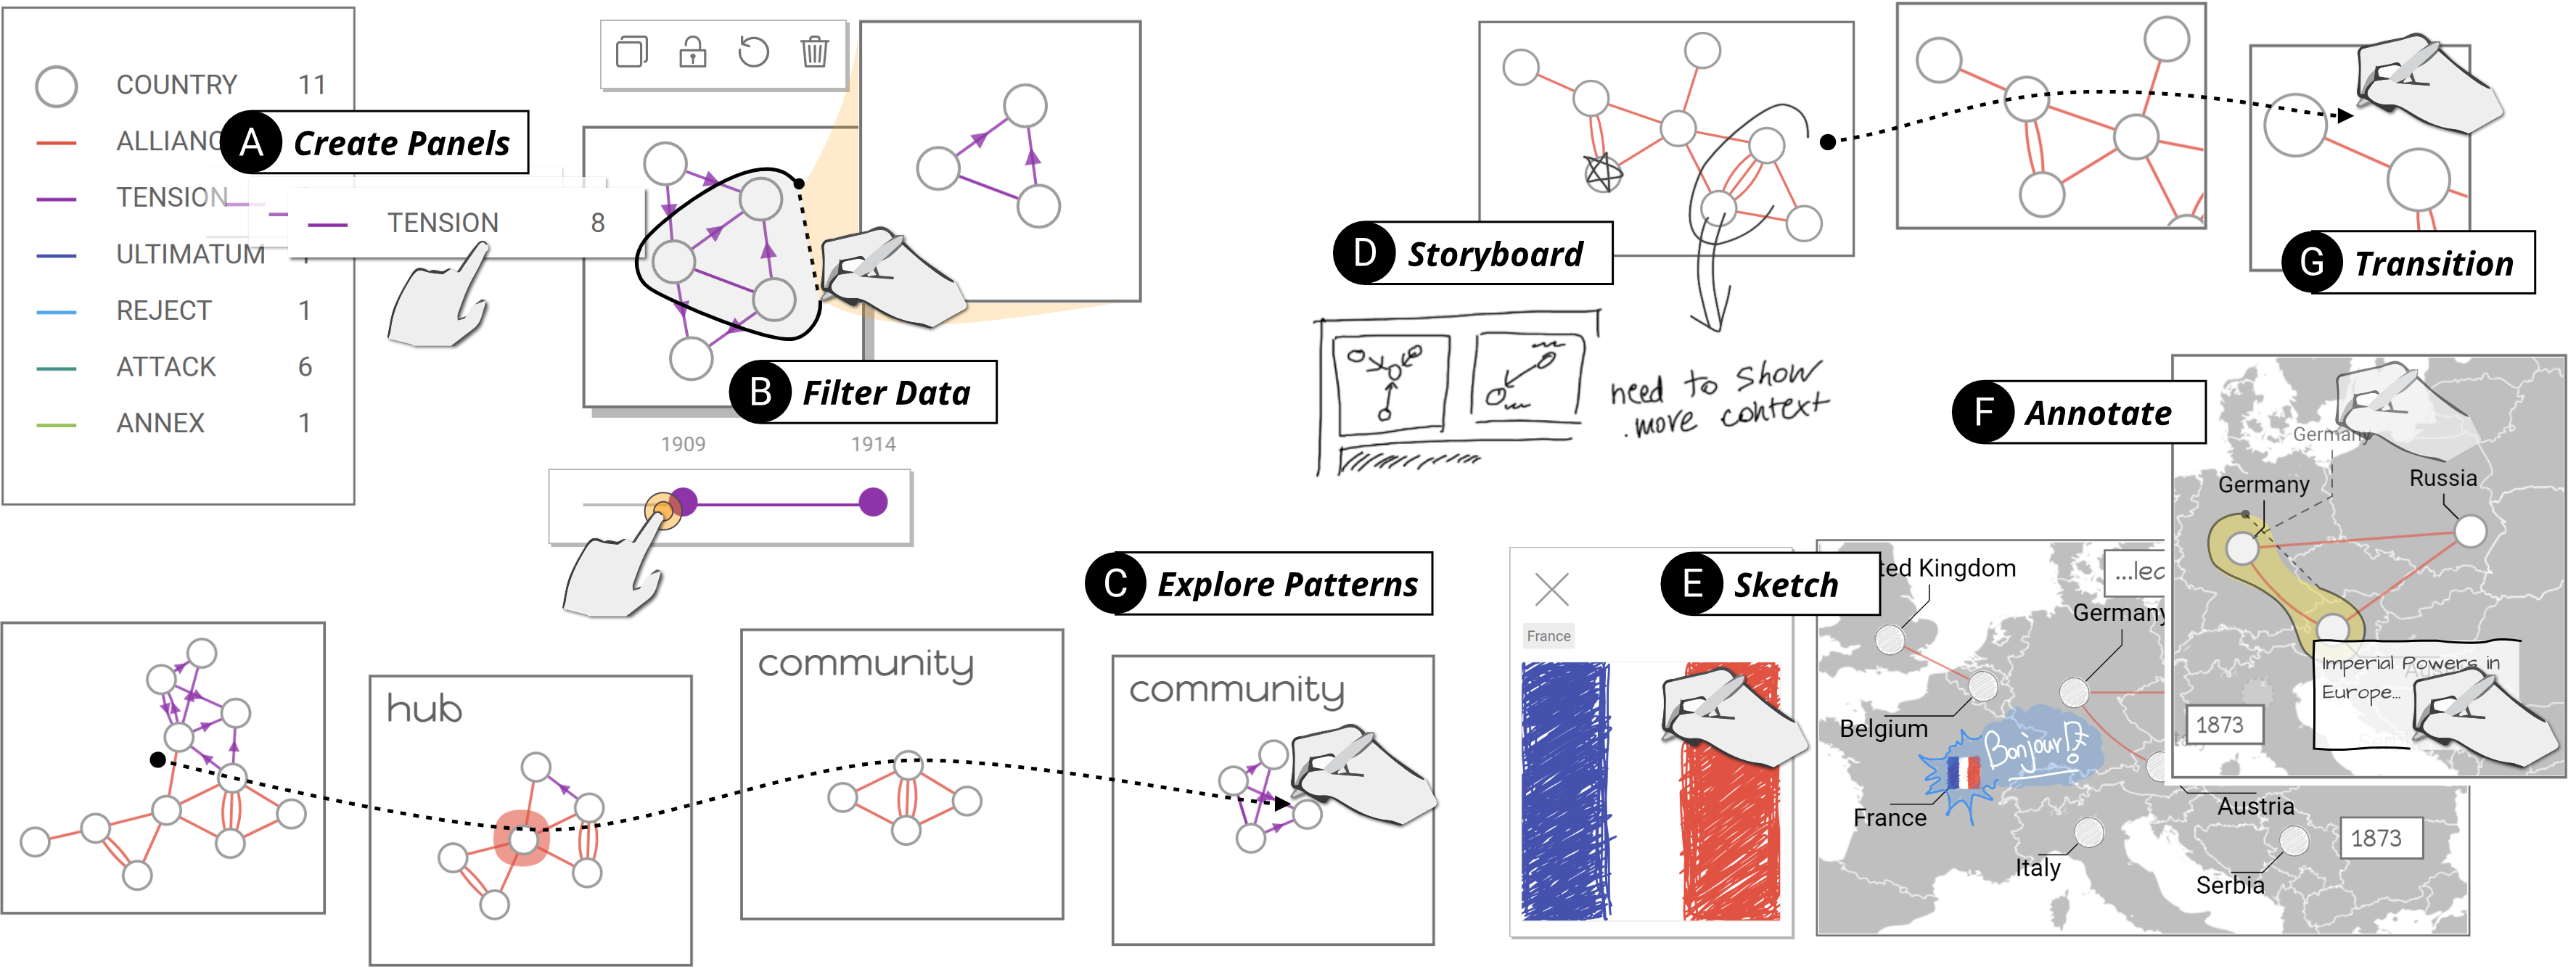 COUNTRY 11
ALLIANC
TENSION
ULTIMATUM
REJECT 1
ATTACK 6
ANNEX 1
A Create Panels
TENSION 8
B Filter Data
1909 1914
C Explore Patterns
hub
community
community
D Storyboard
need to show
more context
G Transition
E Sketch
France
ted Kingdom
...lea
Germany
Belgium
Bonjour!
France
Austria
Italy
Serbia
1873
F Annotate
Germany
Germany
Russia
Imperial Powers in
Europe...
1873